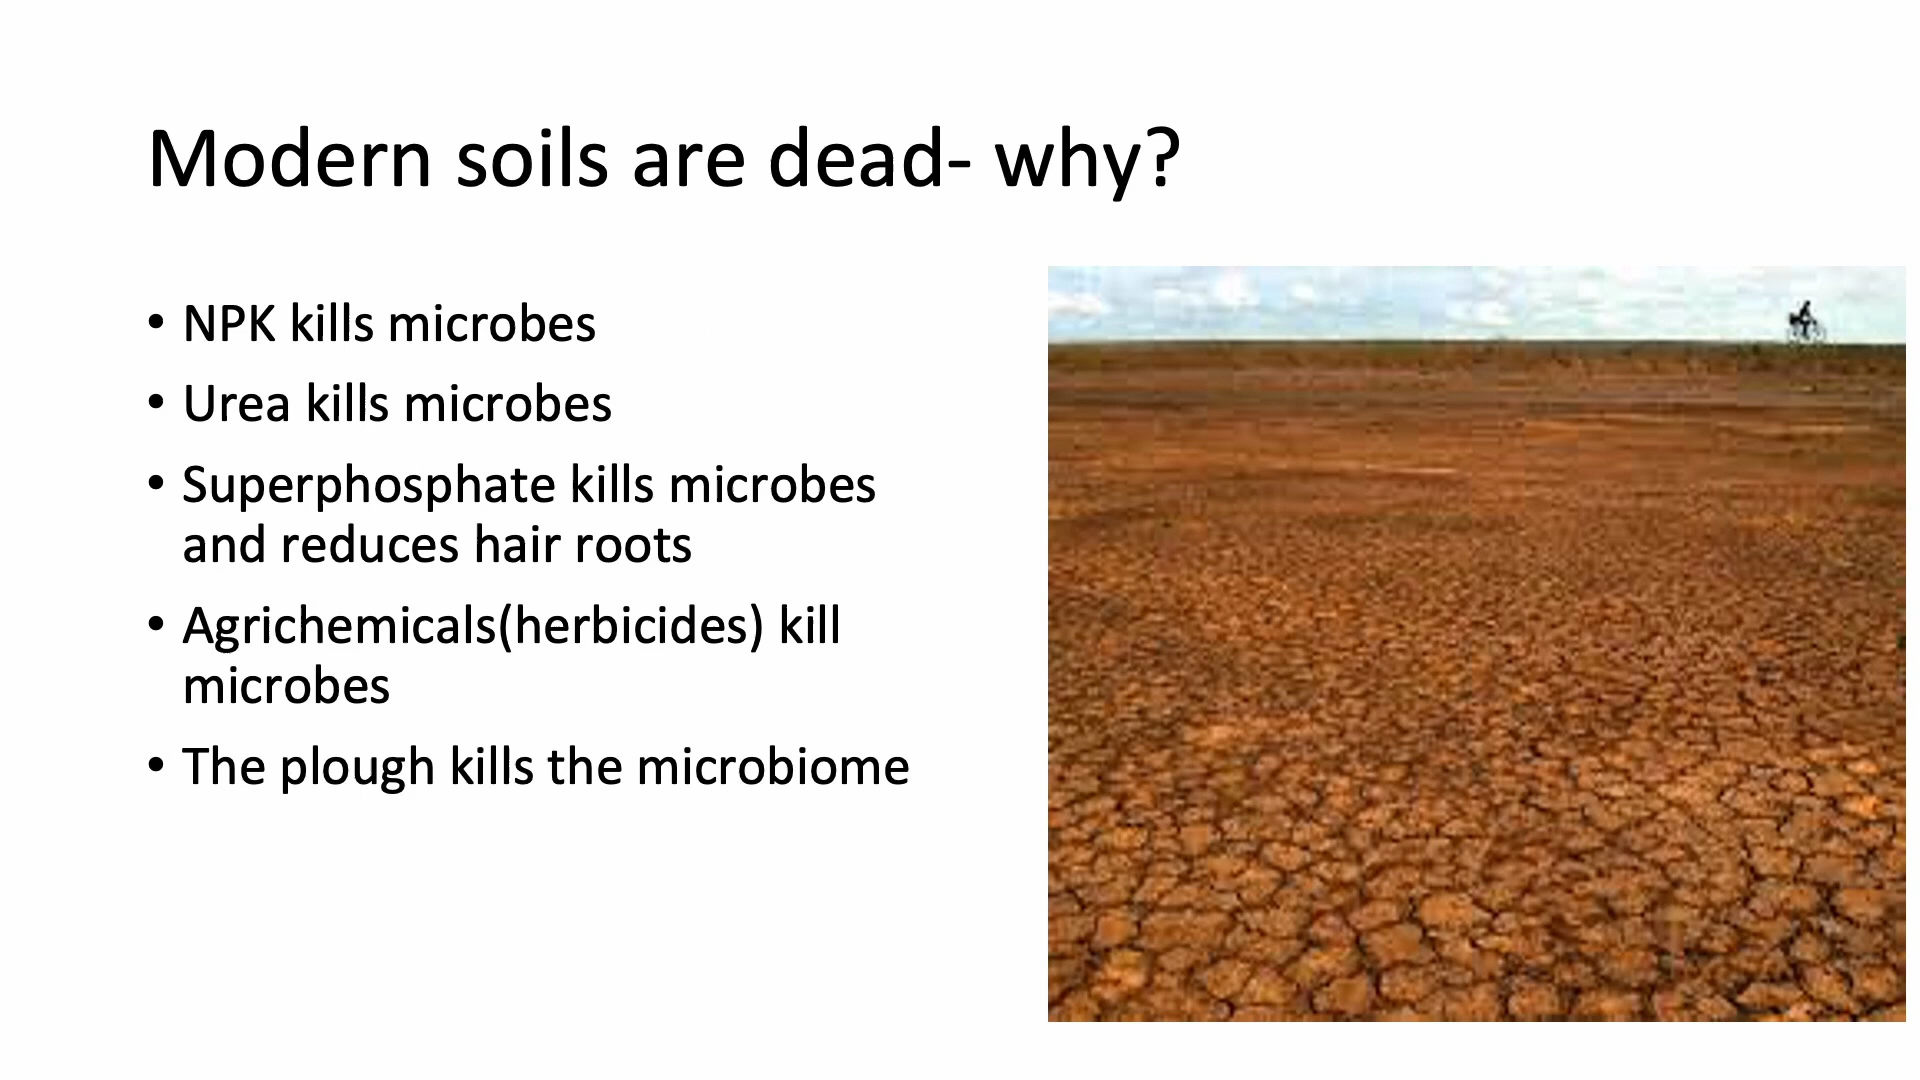 Modern soils are dead- why?
• NPK kills microbes
• Urea kills microbes
• Superphosphate kills microbes
and reduces hair roots
• Agrichemicals(herbicides) kill
microbes
• The plough kills the microbiome